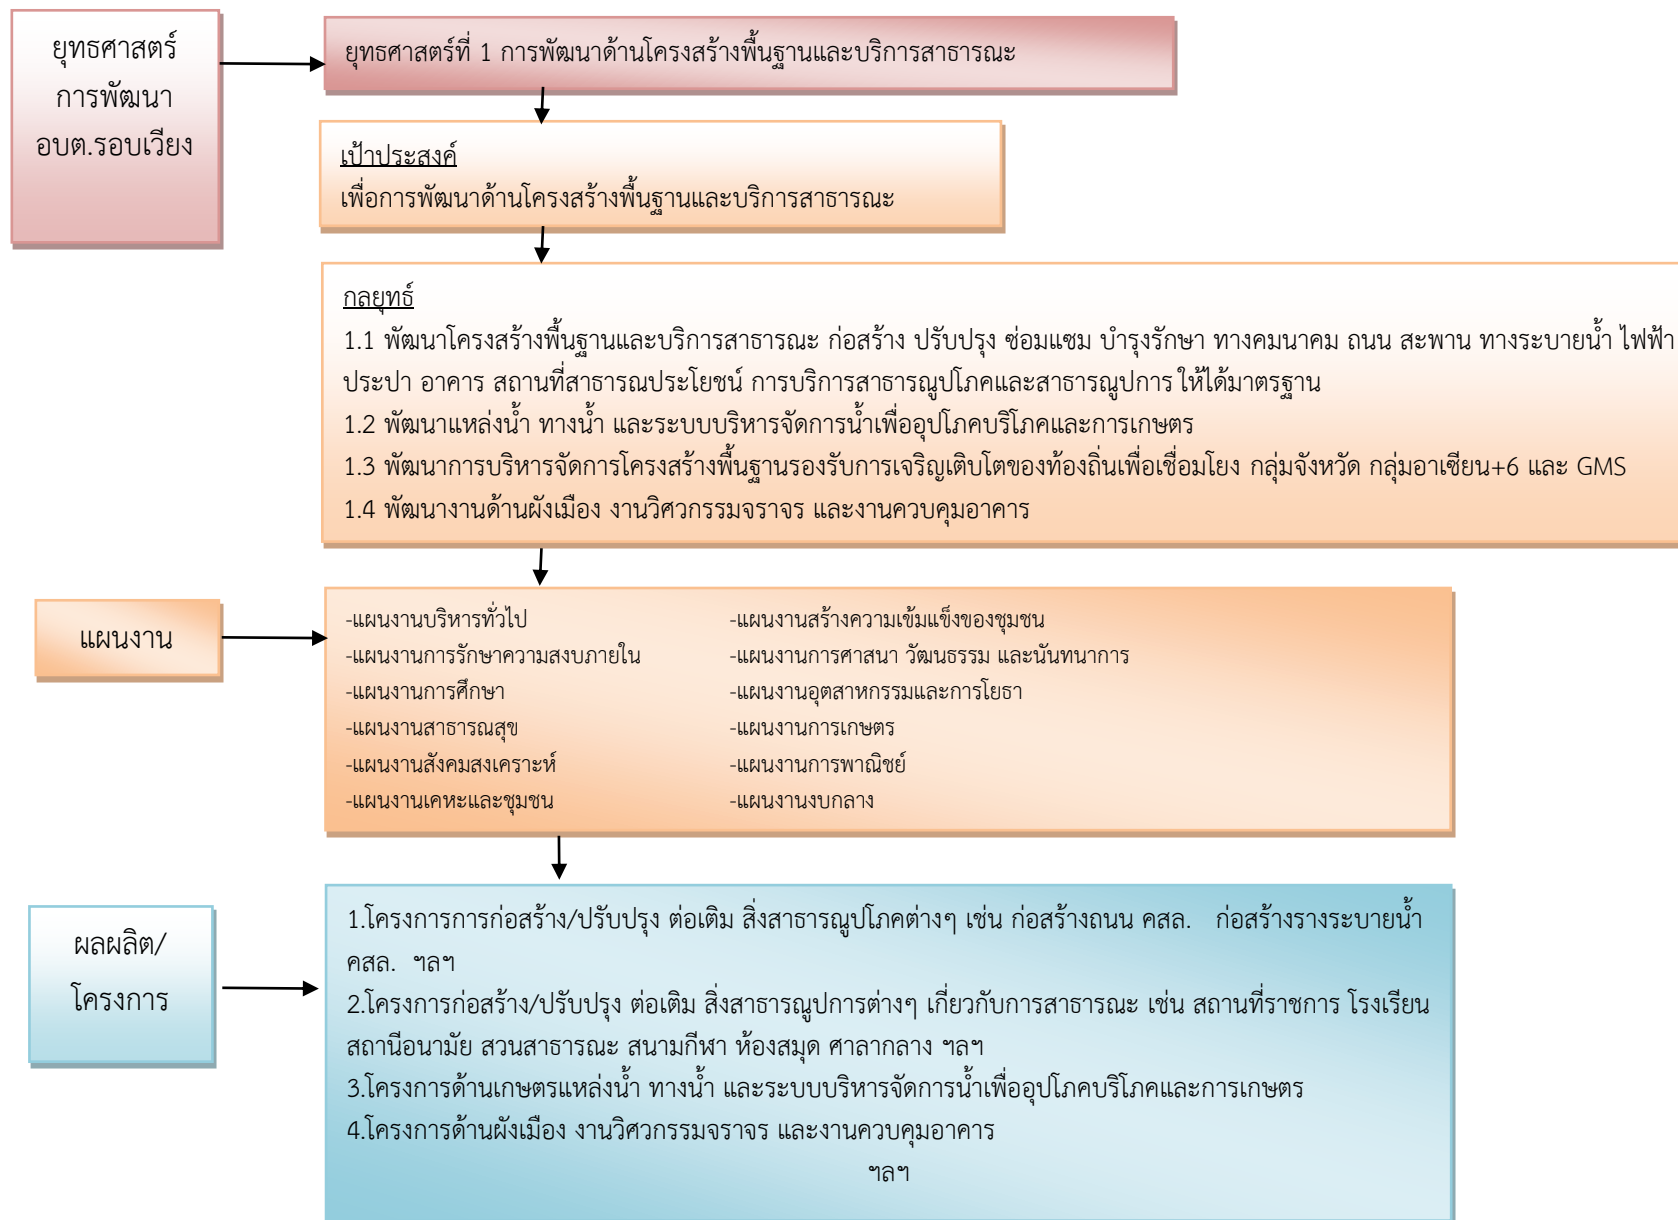 ยุทธศาสตร์
การพัฒนา
อบต.รอบเวียง
ยุทธศาสตร์ที่ 1 การพัฒนาด้านโครงสร้างพื้นฐานและบริการสาธารณะ
เป้าประสงค์
เพื่อการพัฒนาด้านโครงสร้างพื้นฐานและบริการสาธารณะ
กลยุทธ์
1.1 พัฒนาโครงสร้างพื้นฐานและบริการสาธารณะ ก่อสร้าง ปรับปรุง ซ่อมแซม บำรุงรักษา ทางคมนาคม ถนน สะพาน ทางระบายน้ำ ไฟฟ้า
ประปา อาคาร สถานที่สาธารณประโยชน์ การบริการสาธารณูปโภคและสาธารณูปการ ให้ได้มาตรฐาน
1.2 พัฒนาแหล่งน้ำ ทางน้ำ และระบบบริหารจัดการน้ำเพื่ออุปโภคบริโภคและการเกษตร
1.3 พัฒนาการบริหารจัดการโครงสร้างพื้นฐานรองรับการเจริญเติบโตของท้องถิ่นเพื่อเชื่อมโยง กลุ่มจังหวัด กลุ่มอาเซียน+6 และ GMS
1.4 พัฒนางานด้านผังเมือง งานวิศวกรรมจราจร และงานควบคุมอาคาร
แผนงาน
-แผนงานบริหารทั่วไป -แผนงานสร้างความเข้มแข็งของชุมชน
-แผนงานการรักษาความสงบภายใน -แผนงานการศาสนา วัฒนธรรม และนันทนาการ
-แผนงานการศึกษา -แผนงานอุตสาหกรรมและการโยธา
-แผนงานสาธารณสุข -แผนงานการเกษตร
-แผนงานสังคมสงเคราะห์ -แผนงานการพาณิชย์
-แผนงานเคหะและชุมชน -แผนงานงบกลาง
ผลผลิต/
โครงการ
1.โครงการการก่อสร้าง/ปรับปรุง ต่อเติม สิ่งสาธารณูปโภคต่างๆ เช่น ก่อสร้างถนน คสล. ก่อสร้างรางระบายน้ำ
คสล. ฯลฯ
2.โครงการก่อสร้าง/ปรับปรุง ต่อเติม สิ่งสาธารณูปการต่างๆ เกี่ยวกับการสาธารณะ เช่น สถานที่ราชการ โรงเรียน
สถานีอนามัย สวนสาธารณะ สนามกีฬา ห้องสมุด ศาลากลาง ฯลฯ
3.โครงการด้านเกษตรแหล่งน้ำ ทางน้ำ และระบบบริหารจัดการน้ำเพื่ออุปโภคบริโภคและการเกษตร
4.โครงการด้านผังเมือง งานวิศวกรรมจราจร และงานควบคุมอาคาร
ฯลฯ